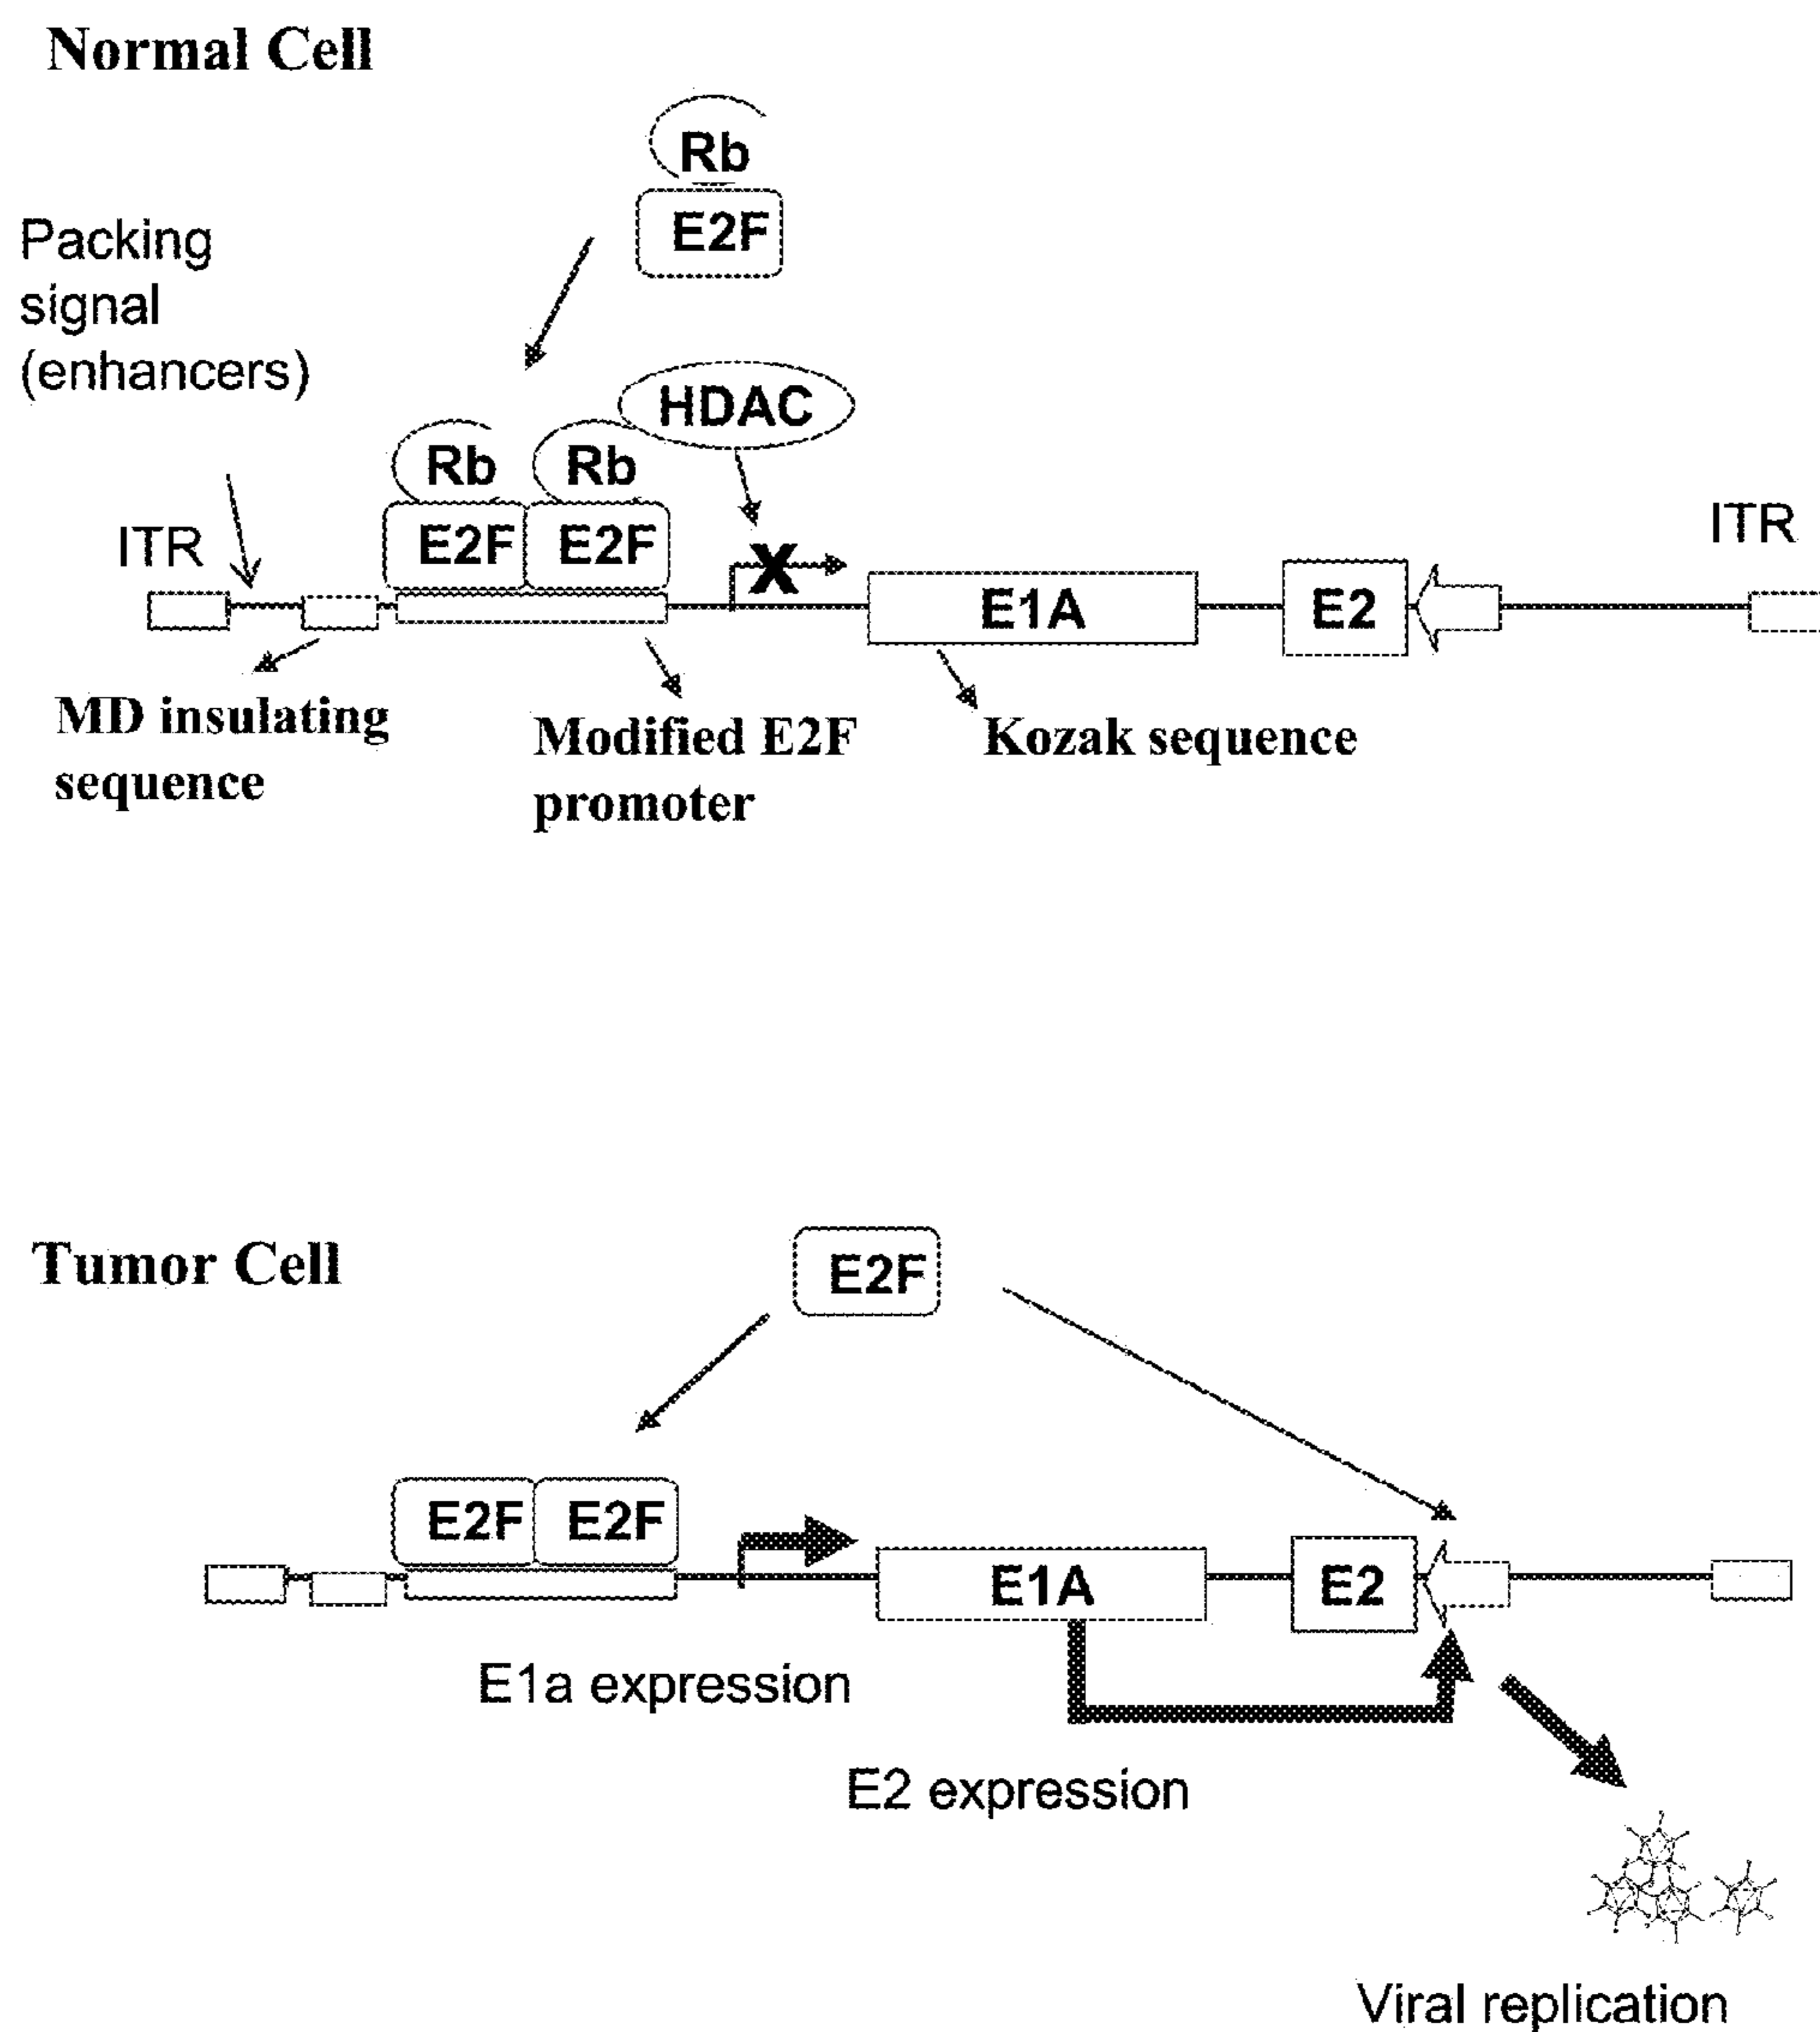 Normal Cell
Rb
E2F
Packing
signal
(enhancers)
HDAC
Rb Rb
E2F E2F
ITR
ITR
X
E1A
E2
MD insulating
sequence
Modified E2F
promoter
Kozak sequence
Tumor Cell
E2F
E2F E2F
E1A
E2
E1a expression
E2 expression
Viral replication